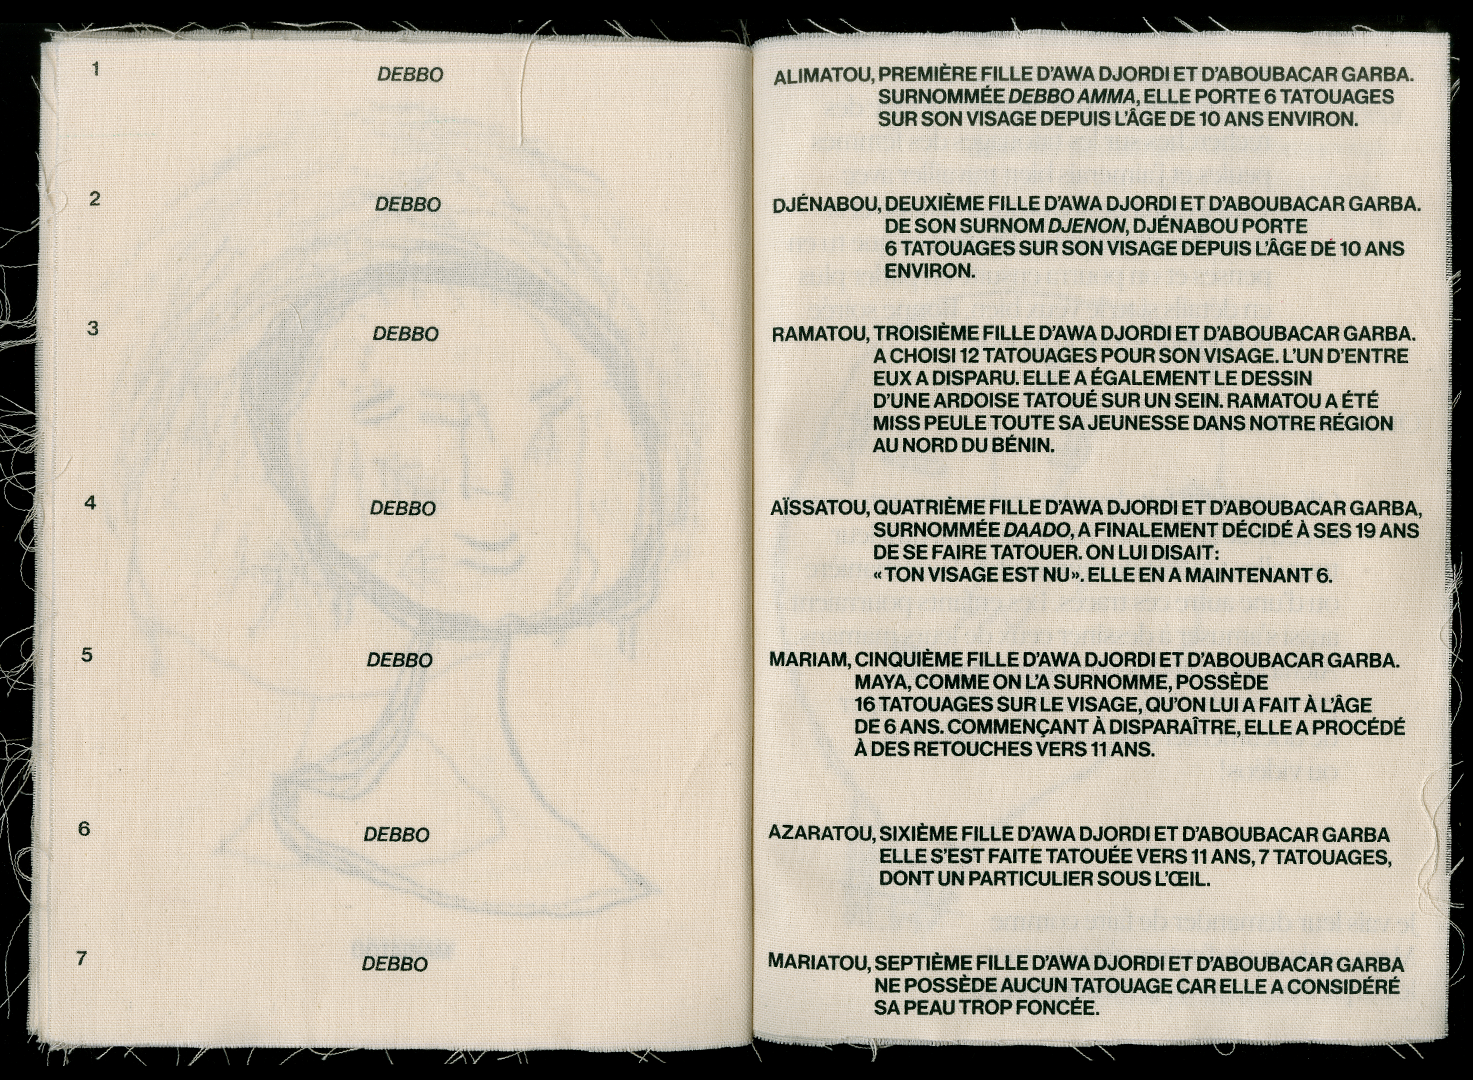 1 DEBBO
2 DEBBO
3 DEBBO
4 DEBBO
5 DEBBO
6 DEBBO
7 DEBBO
ALIMATOU, PREMIÈRE FILLE D'AWA DJORDI ET D'ABOUBACAR GARBA.
SURNOMMÉE DEBBO AMMA, ELLE PORTE 6 TATOUAGES
SUR SON VISAGE DEPUIS L'ÂGE DE 10 ANS ENVIRON.
DJÉNABOU, DEUXIÈME FILLE D'AWA DJORDI ET D'ABOUBACAR GARBA.
DE SON SURNOM DJENON, DJÉNABOU PORTE
6 TATOUAGES SUR SON VISAGE DEPUIS L'ÂGE DÉ 10 ANS
ENVIRON.
RAMATOU, TROISIÈME FILLE D'AWA DJORDI ET D'ABOUBACAR GARBA.
A CHOISI 12 TATOUAGES POUR SON VISAGE. L'UN D'ENTRE
EUX A DISPARU. ELLE A ÉGALEMENT LE DESSIN
D'UNE ARDOISE TATOUÉ SUR UN SEIN. RAMATOU A ÉTÉ
MISS PEULE TOUTE SA JEUNESSE DANS NOTRE RÉGION
AU NORD DU BÉNIN.
AÏSSATOU, QUATRIÈME FILLE D'AWA DJORDI ET D'ABOUBACAR GARBA,
SURNOMMÉE DAADO, A FINALEMENT DÉCIDÉ À SES 19 ANS
DE SE FAIRE TATOUER. ON LUI DISAIT:
« TON VISAGE EST NU». ELLE EN A MAINTENANT 6.
MARIAM, CINQUIÈME FILLE D'AWA DJORDI ET D'ABOUBACAR GARBA.
MAYA, COMME ON L'A SURNOMME, POSSÈDE
16 TATOUAGES SUR LE VISAGE, QU'ON LUI A FAIT À L'ÂGE
DE 6 ANS. COMMENÇANT À DISPARAÎTRE, ELLE A PROCÉDÉ
À DES RETOUCHES VERS 11 ANS.
AZARATOU, SIXIÈME FILLE D'AWA DJORDI ET D'ABOUBACAR GARBA
ELLE S'EST FAITE TATOUÉE VERS 11 ANS, 7 TATOUAGES,
DONT UN PARTICULIER SOUS L'ŒIL.
MARIATOU, SEPTIÈME FILLE D'AWA DJORDI ET D'ABOUBACAR GARBA
NE POSSÈDE AUCUN TATOUAGE CAR ELLE A CONSIDÉRÉ
SA PEAU TROP FONCÉE.